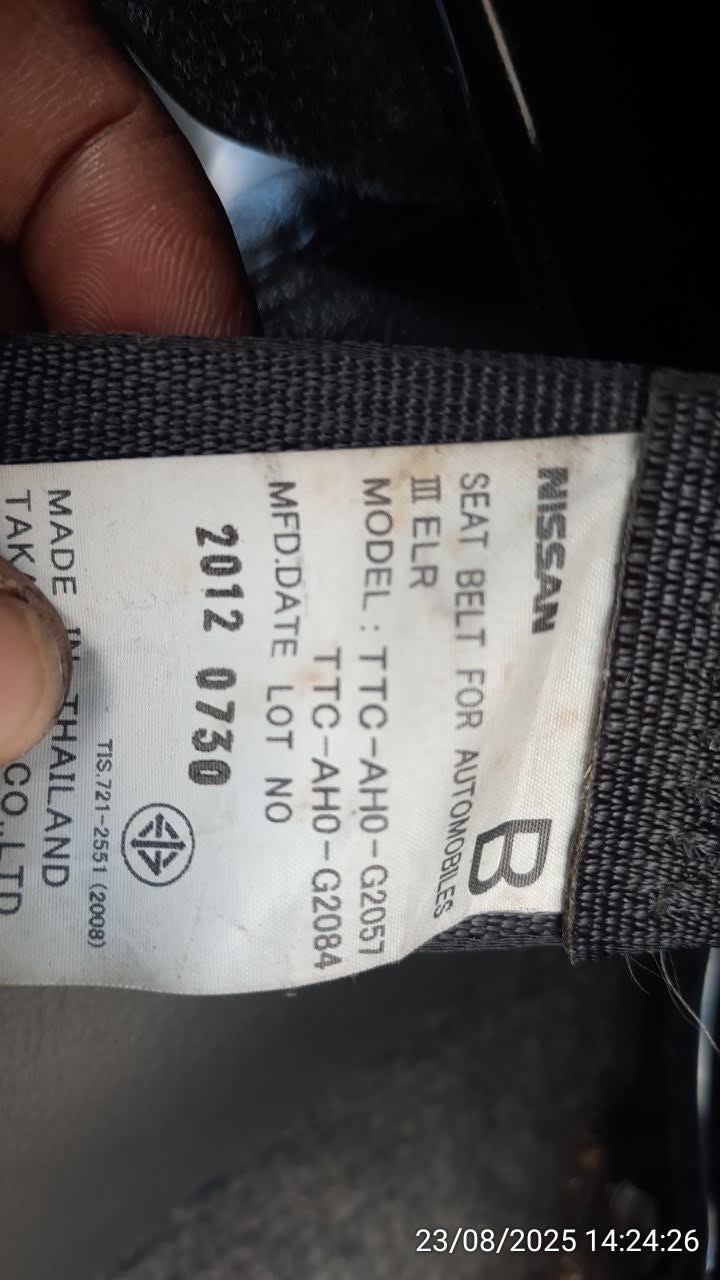 NISSAN
B
SEAT BELT FOR AUTOMOBILES
III ELR
MODEL : TTC-AH0-G2057
TTC-AH0-G2084
MFD.DATE LOT NO
2012 0730
TIS.721-2551 (2008)
MADE IN THAILAND
CO.,LTD
23/08/2025 14:24:26